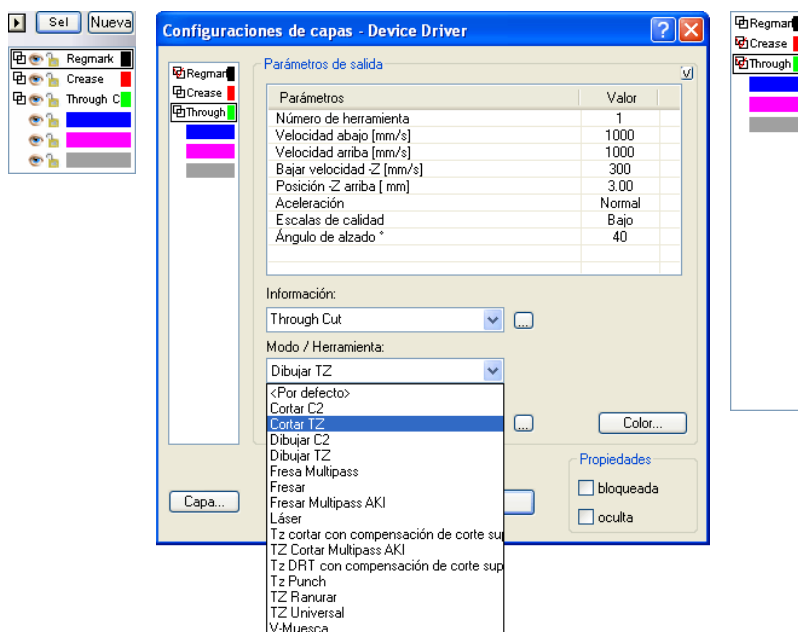 Sel Nueva
Regmark
Crease
Through C
Configuraciones de capas - Device Driver
Regmar
Crease
Through
Parámetros de salida
Parámetros Valor
Número de herramienta 1
Velocidad abajo [mm/s] 1000
Velocidad arriba [mm/s] 1000
Bajar velocidad -Z [mm/s] 300
Posición -Z arriba [ mm] 3.00
Aceleración Normal
Escalas de calidad Bajo
Ángulo de alzado ° 40
Información:
Through Cut
...
Modo / Herramienta:
Dibujar TZ
<Por defecto>
Cortar C2
Cortar TZ
Dibujar C2
Dibujar TZ
Fresa Multipass
Fresar
Fresar Multipass AKI
Láser
Tz cortar con compensación de corte sup
TZ Cortar Multipass AKI
Tz DRT con compensación de corte sup
Tz Punch
TZ Ranurar
TZ Universal
V-Muesca
...
Color...
Capa...
Propiedades
bloqueada
oculta
Regmar
Crease
Through